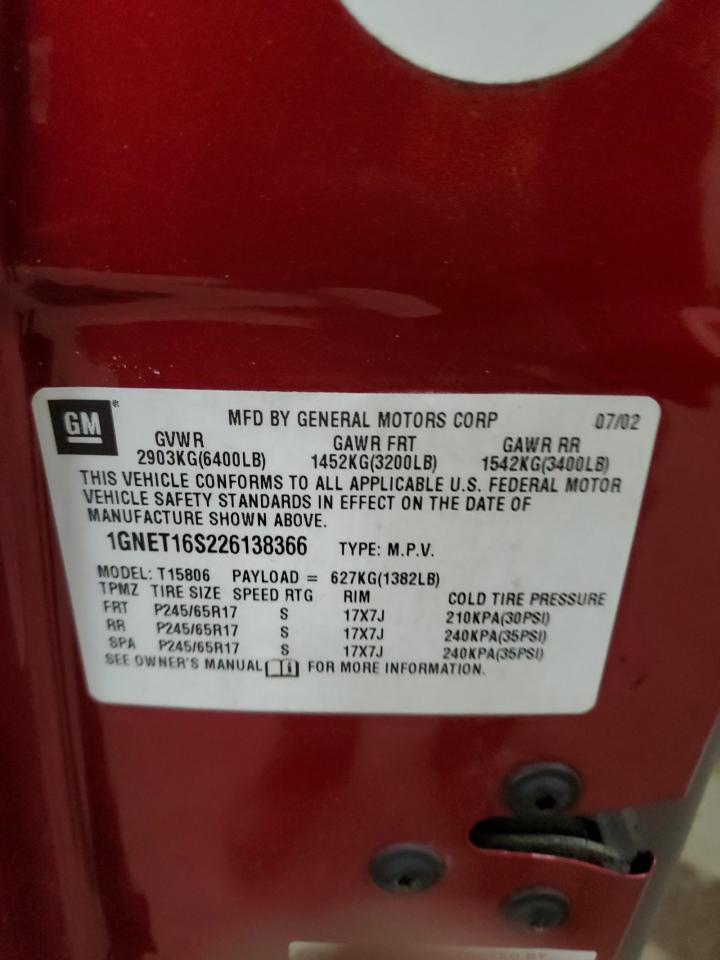 GM®
MFD BY GENERAL MOTORS CORP 07/02
GVWR GAWR FRT GAWR RR
2903KG(6400LB) 1452KG(3200LB) 1542KG(3400LB)
THIS VEHICLE CONFORMS TO ALL APPLICABLE U.S. FEDERAL MOTOR
VEHICLE SAFETY STANDARDS IN EFFECT ON THE DATE OF
MANUFACTURE SHOWN ABOVE.
1GNET16S226138366 TYPE: M.P.V.
MODEL: T15806 PAYLOAD = 627KG(1382LB)
TPMZ TIRE SIZE SPEED RTG RIM COLD TIRE PRESSURE
FRT P245/65R17 S 17X7J 210KPA(30PSI)
RR P245/65R17 S 17X7J 240KPA(35PSI)
SPA P245/65R17 S 17X7J 240KPA(35PSI)
SEE OWNER'S MANUAL FOR MORE INFORMATION.